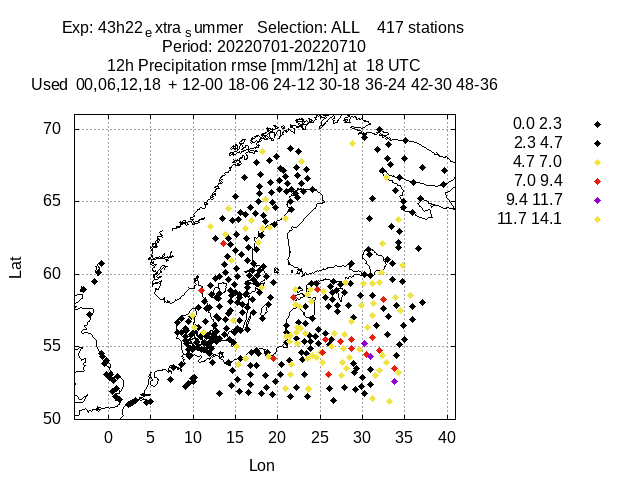 Exp: 43h22extrasummer   Selection: ALL    417 stations
Period: 20220701-20220710
12h Precipitation rmse [mm/12h] at  18 UTC
Used  00,06,12,18  + 12-00 18-06 24-12 30-18 36-24 42-30 48-36
0.0 2.3
2.3 4.7
4.7 7.0
7.0 9.4
9.4 11.7
11.7 14.1
70
65
60
55
50
Lat
0 5 10 15 20 25 30 35 40
Lon